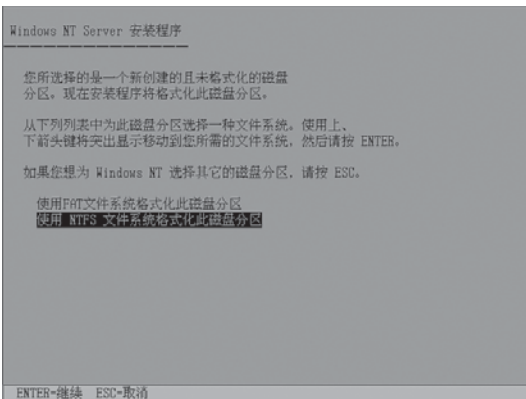 Windows NT Server 安装程序
您所选择的是一个新创建的且未格式化的磁盘
分区。现在安装程序将格式化此磁盘分区。
从下列列表中为此磁盘分区选择一种文件系统。使用上、
下箭头键将突出显示移动到您所需的文件系统，然后请按 ENTER。
如果您想为 Windows NT 选择其它的磁盘分区，请按 ESC。
使用FAT文件系统格式化此磁盘分区
使用 NTFS 文件系统格式化此磁盘分区
ENTER=继续 ESC=取消